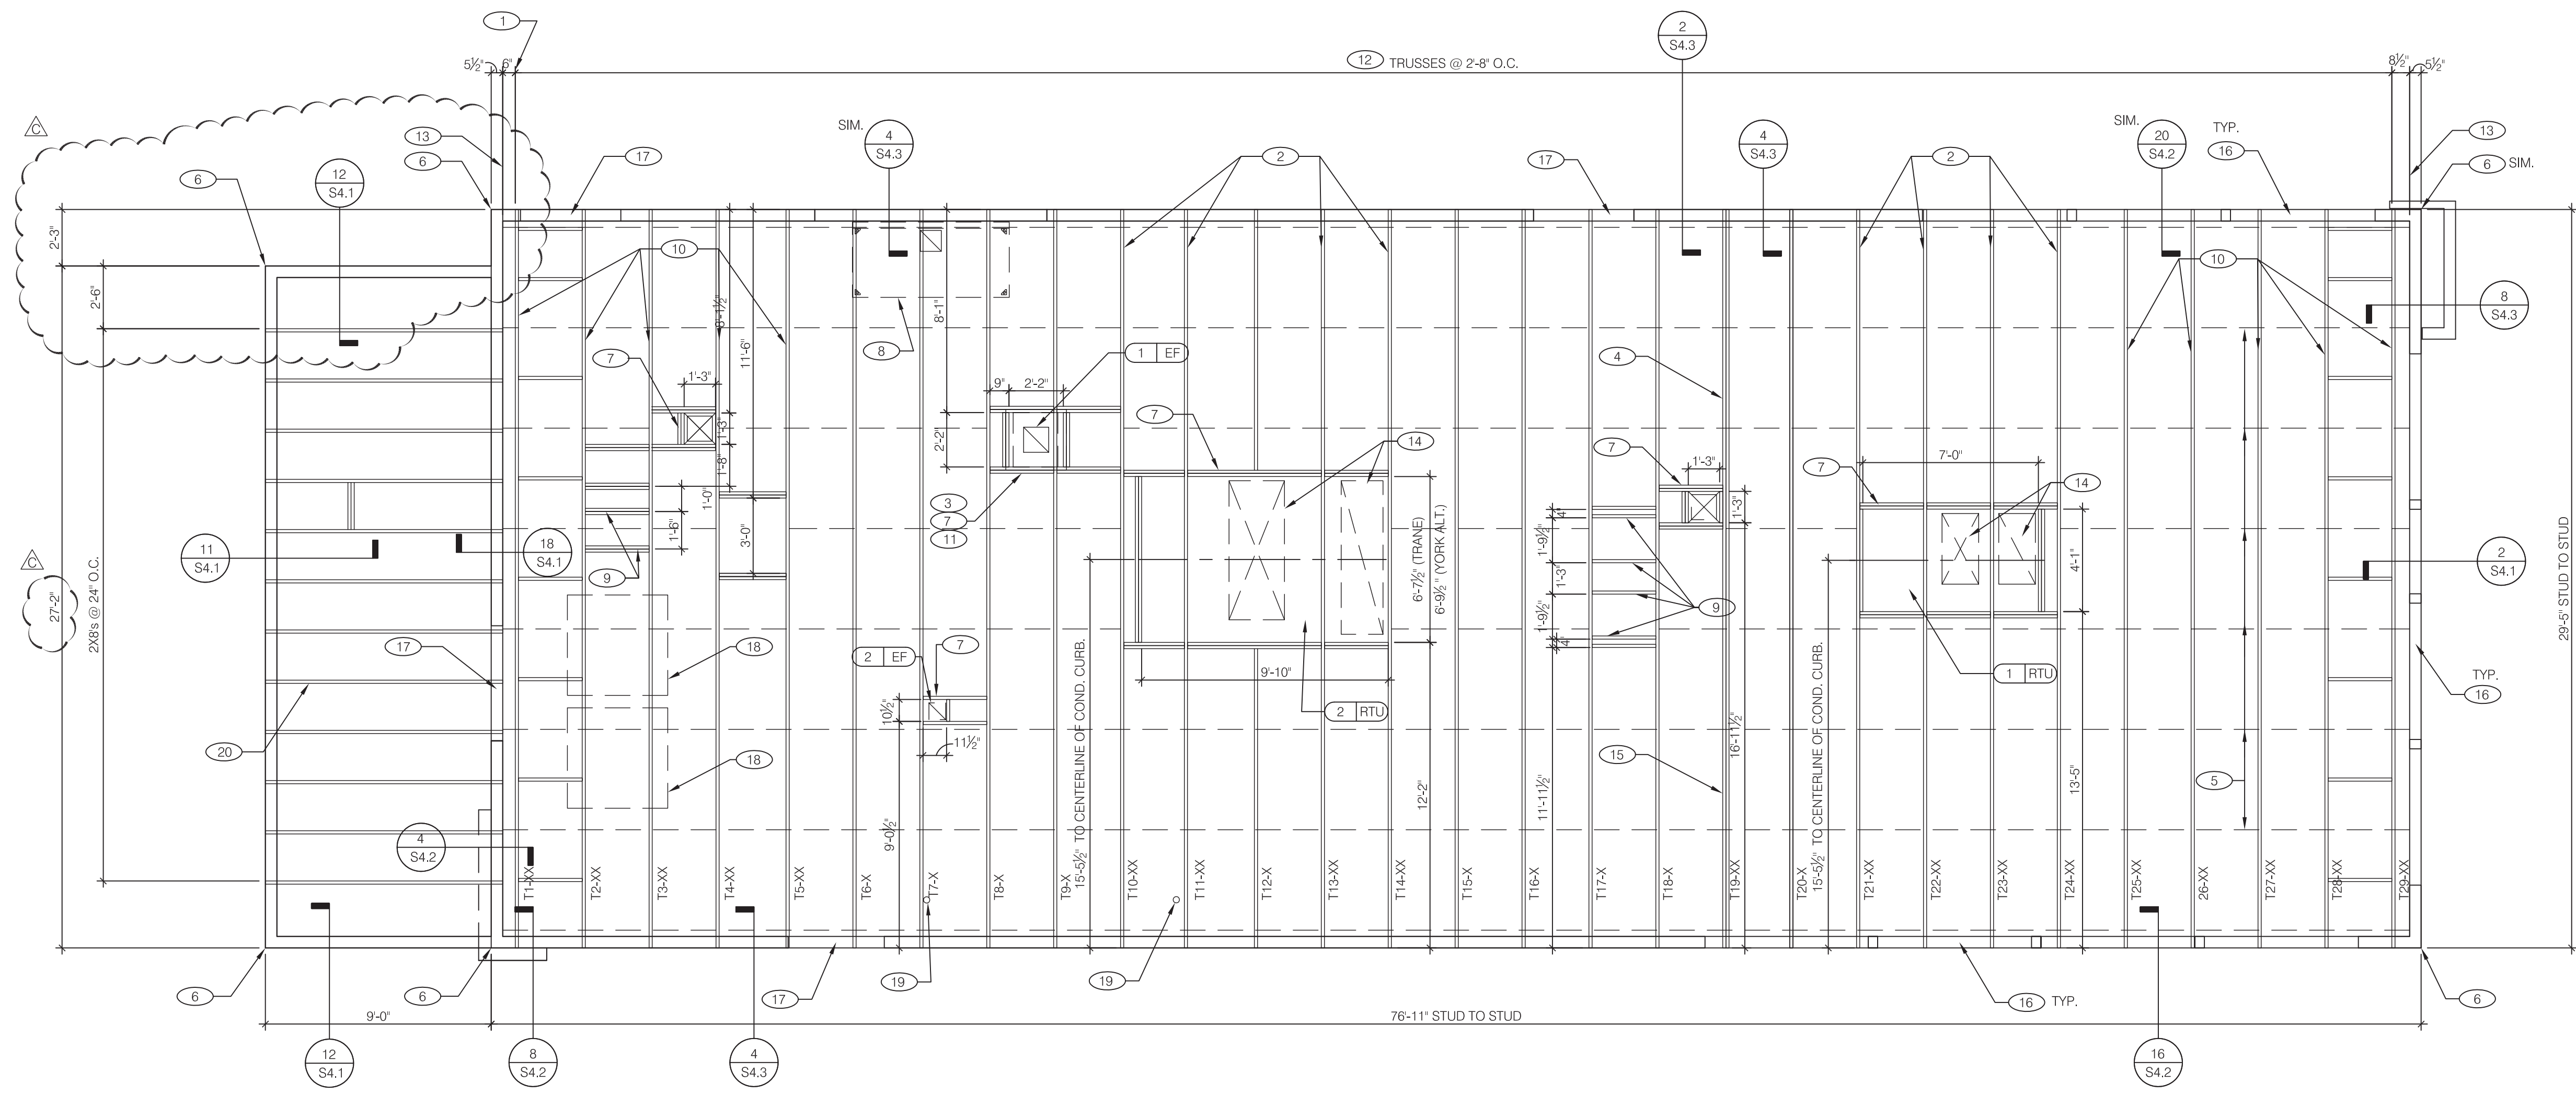 1
2
S4.3
5½" 6"
12 TRUSSES @ 2'-8" O.C.
8½" 5½"
C
13
6
17
SIM.
4
S4.3
17
2
4
S4.3
2
SIM.
20
S4.2
TYP.
16
13
6 SIM.
6
12
S4.1
2'-3"
2'-6"
10
8'-1½"
11'-6"
8'-1"
8
10
8
S4.3
7
1'-3"
1'-3"
1'-8"
1'-0"
1'-6"
3'-0"
9
1 EF
9" 2'-2"
2'-2"
3
7
11
7
14
4
7
1'-3"
1'-3"
7
7'-0"
14
4'-1"
11
S4.1
18
S4.1
2
S4.1
C
27'-2"
2X8's @ 24" O.C.
6'-7½" (TRANE)
6'-9½" (YORK ALT.)
4"
1'-9½"
1'-3"
1'-9½"
4"
9
29'-5" STUD TO STUD
17
18
2 EF
7
10½"
11½"
9'-10"
2 RTU
1 RTU
TYP.
16
20
18
15
5
9'-0½"
15'-5½" TO CENTERLINE OF COND. CURB.
12'-2"
11'-11½"
16'-11½"
15'-5½" TO CENTERLINE OF COND. CURB.
13'-5"
4
S4.2
T1-XX
T2-XX
T3-XX
T4-XX
T5-XX
T6-X
T7-X
T8-X
T9-X
T10-XX
T11-XX
T12-X
T13-XX
T14-XX
T15-X
T16-X
T17-X
T18-X
T19-XX
T20-X
T21-XX
T22-XX
T23-XX
T24-XX
T25-XX
26-XX
T27-XX
T28-XX
T29-XX
6
6
17
19
19
16 TYP.
6
9'-0"
76'-11" STUD TO STUD
12
S4.1
8
S4.2
4
S4.3
16
S4.2